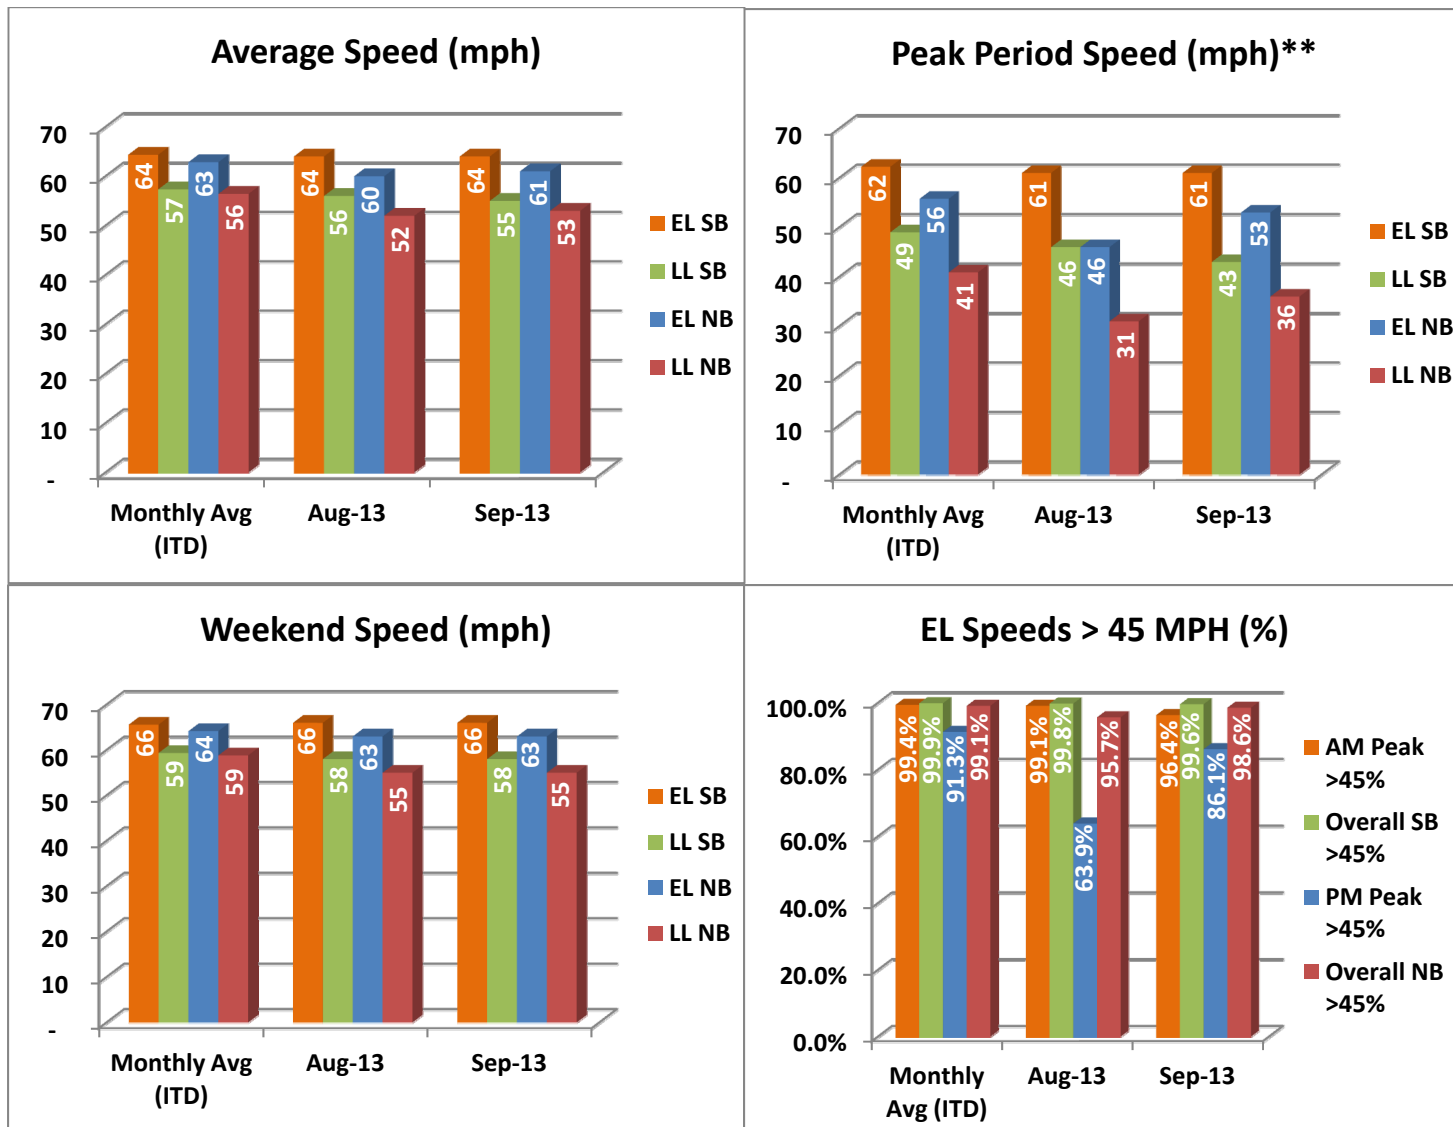 Average Speed (mph)
70
60
50
40
30
20
10
-
64
57
63
56
64
56
60
52
64
55
61
53
Monthly Avg
(ITD)
Aug-13
Sep-13
EL SB
LL SB
EL NB
LL NB
Peak Period Speed (mph)**
70
60
50
40
30
20
10
-
62
49
56
41
61
46
46
31
61
43
53
36
Monthly Avg
(ITD)
Aug-13
Sep-13
EL SB
LL SB
EL NB
LL NB
Weekend Speed (mph)
70
60
50
40
30
20
10
-
66
59
64
59
66
58
63
55
66
58
63
55
Monthly Avg
(ITD)
Aug-13
Sep-13
EL SB
LL SB
EL NB
LL NB
EL Speeds > 45 MPH (%)
100.0%
80.0%
60.0%
40.0%
20.0%
0.0%
99.4%
99.9%
91.3%
99.1%
99.1%
99.8%
63.9%
95.7%
96.4%
99.6%
86.1%
98.6%
Monthly
Avg (ITD)
Aug-13
Sep-13
AM Peak
>45%
Overall SB
>45%
PM Peak
>45%
Overall NB
>45%